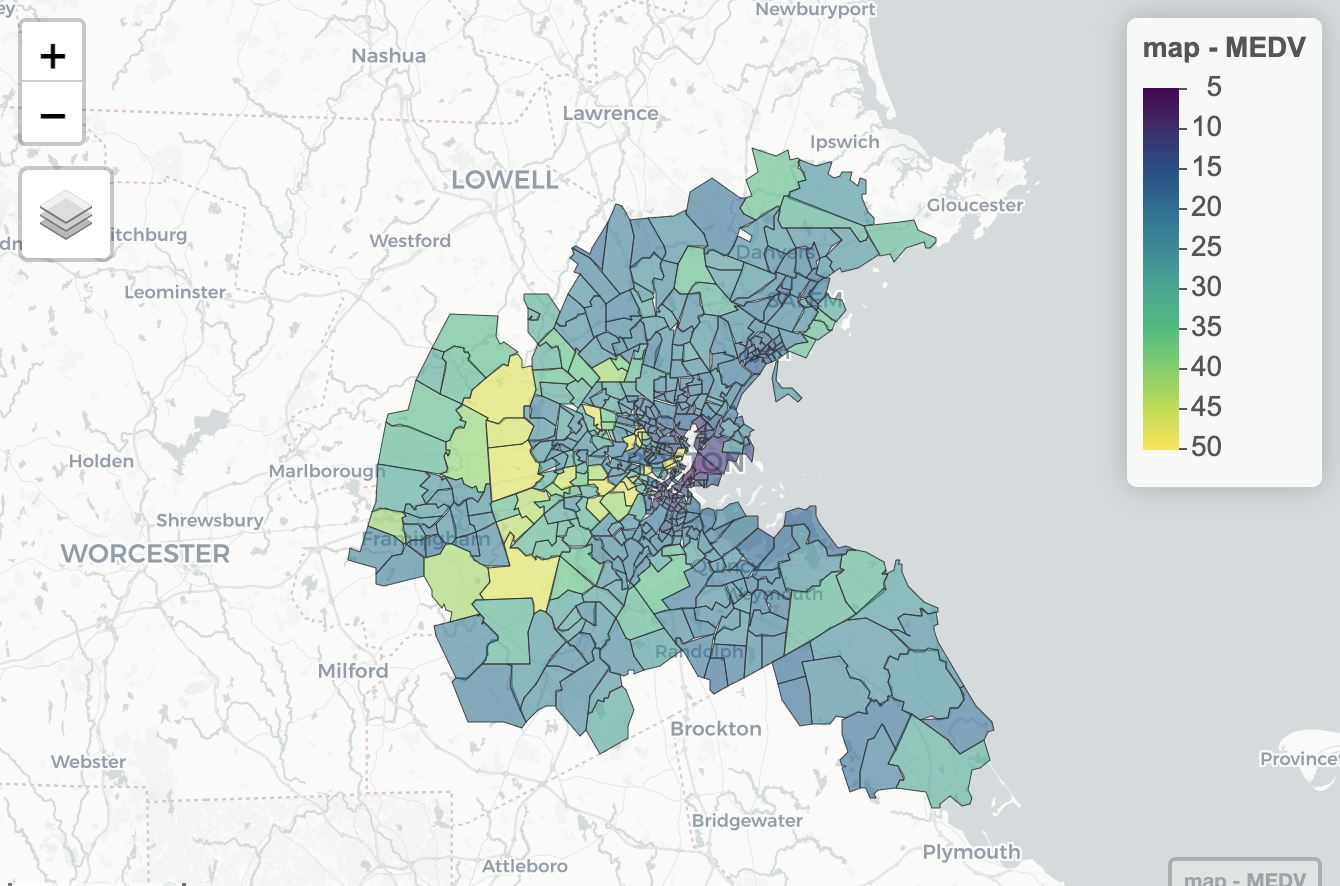 Newburyport
+
Nashua
map - MEDV
5
10
15
20
25
30
35
40
45
50
−
Lawrence
Ipswich
LOWELL
Gloucester
itchburg
Westford
Danvers
Leominster
SALEM
Holden
Marlborough
Shrewsbury
Framingham
WORCESTER
Quincy
Weymouth
Randolph
Milford
Brockton
Webster
Provincet
Bridgewater
Plymouth
Attleboro
map - MEDV